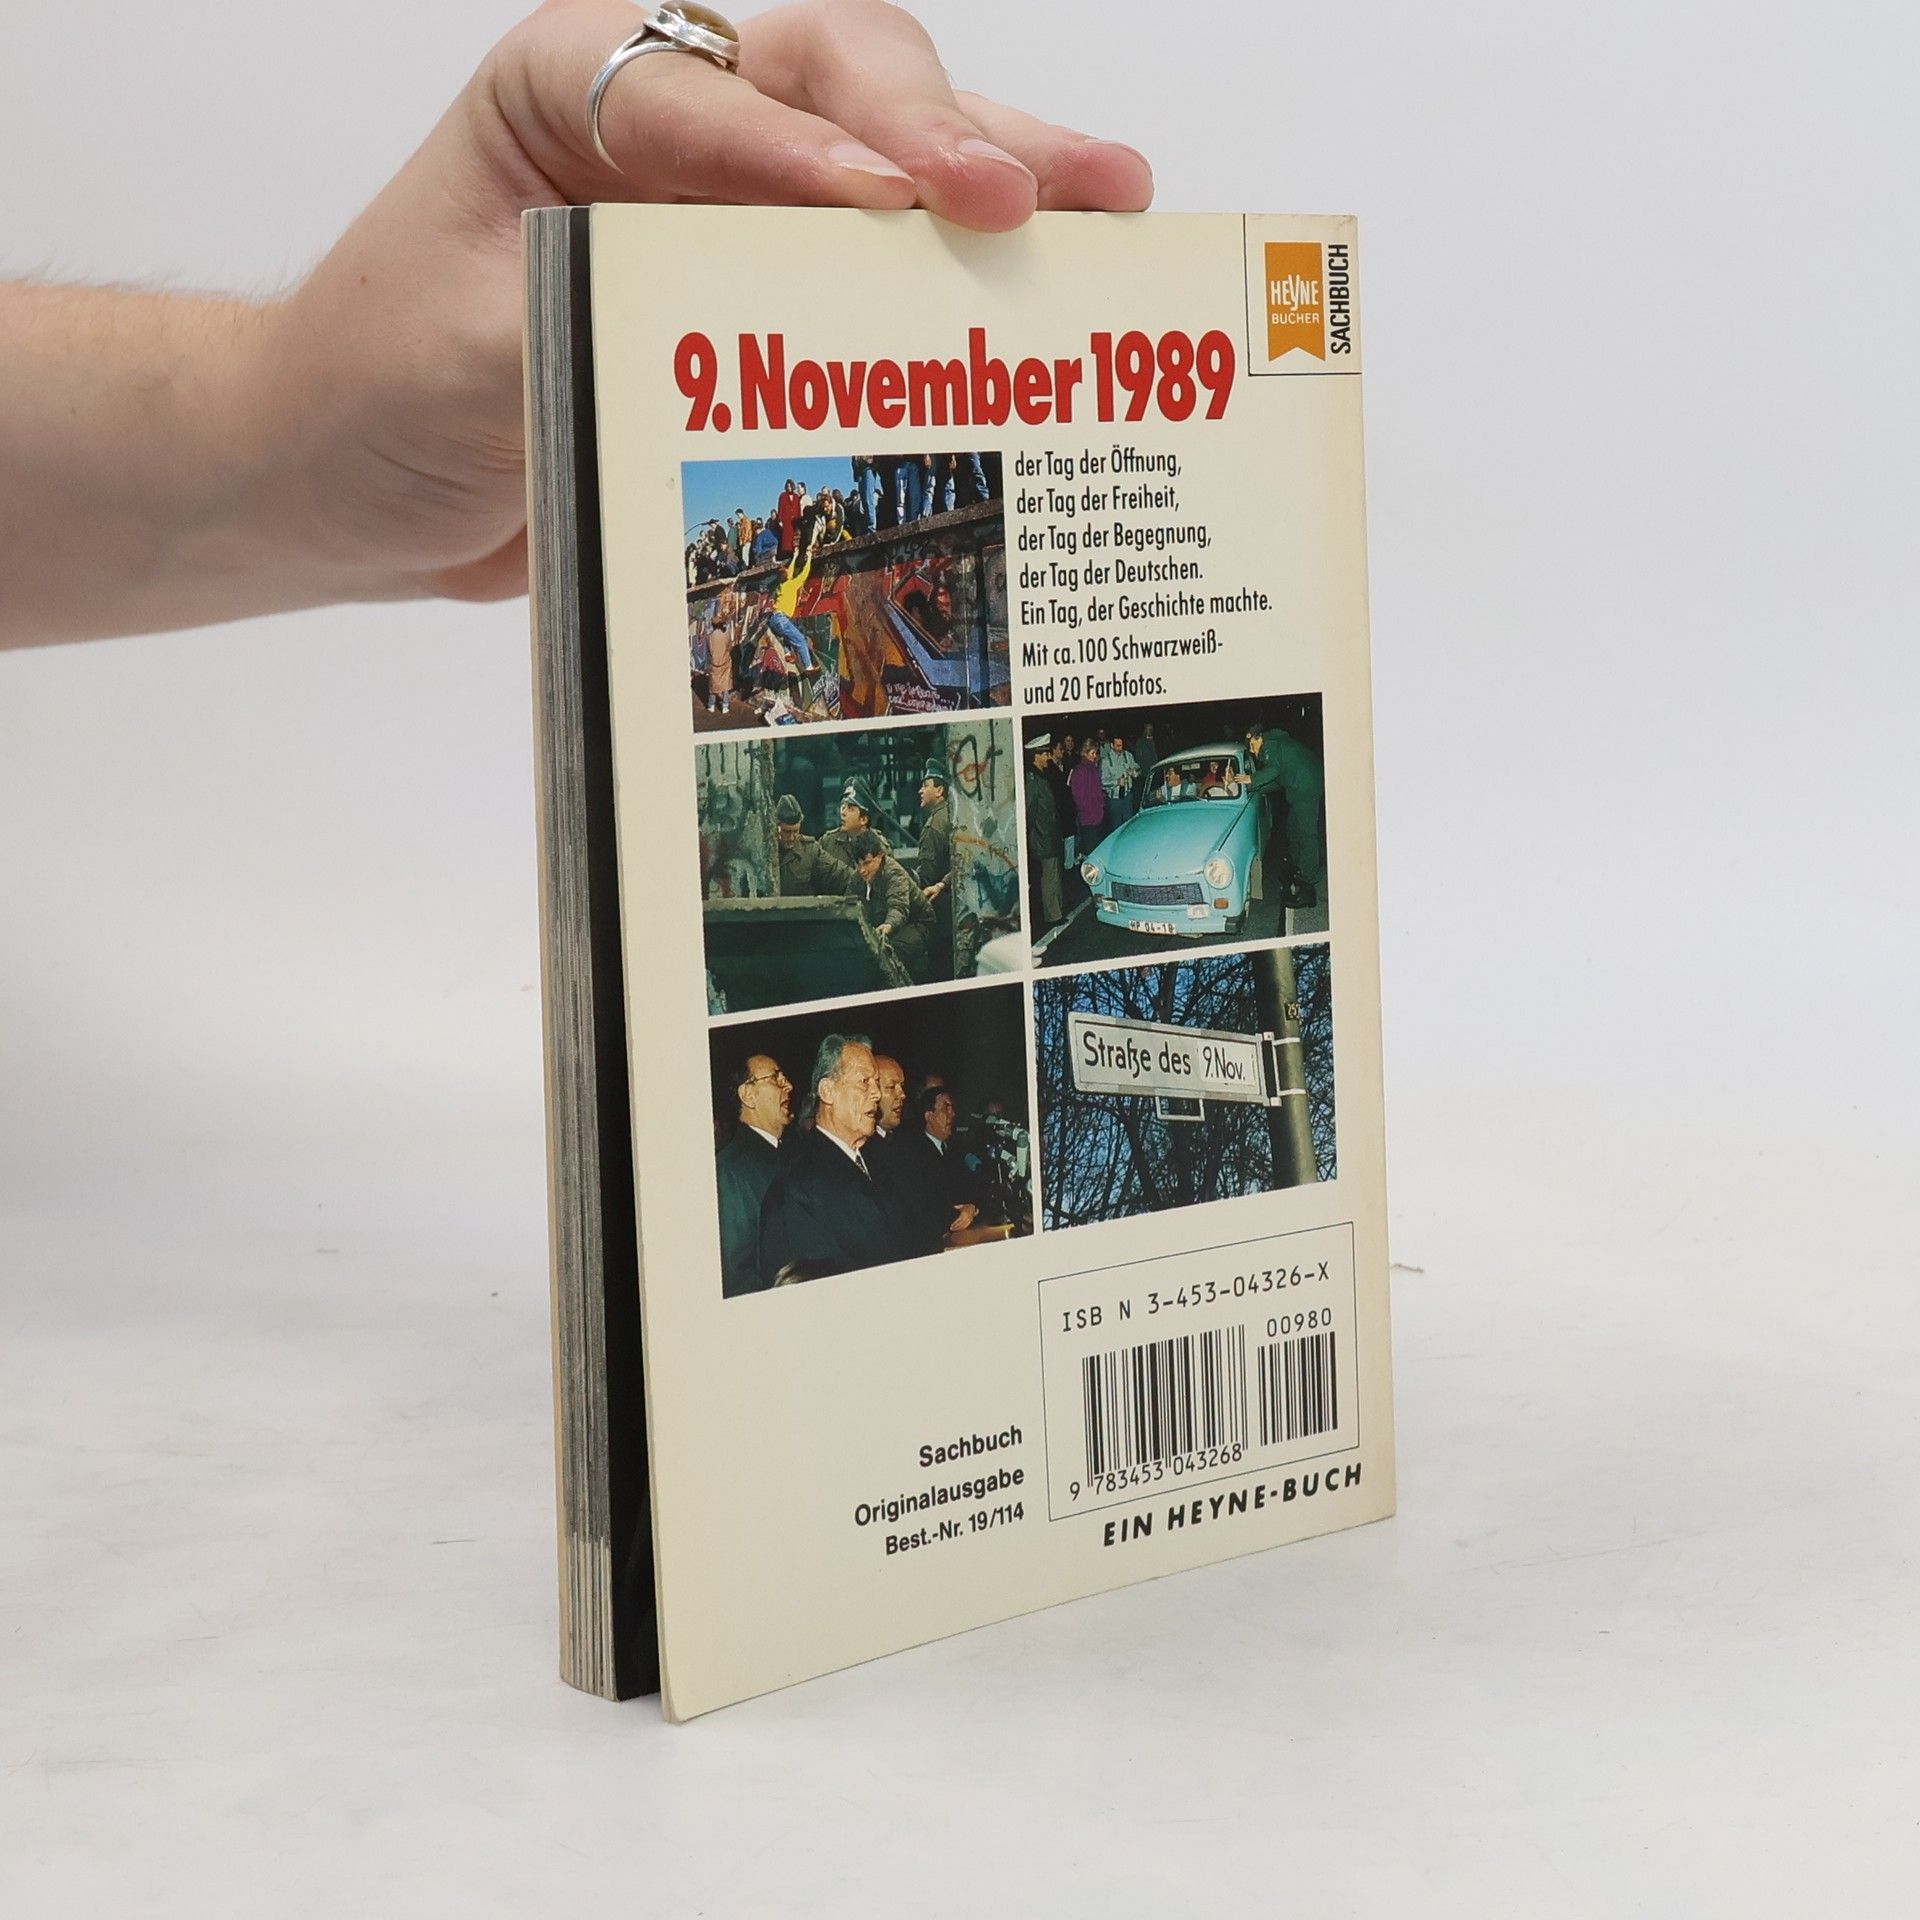 HEYNE
BÜCHER
SACHBUCH
9. November 1989
der Tag der Öffnung,
der Tag der Freiheit,
der Tag der Begegnung,
der Tag der Deutschen.
Ein Tag, der Geschichte machte.
Mit ca. 100 Schwarzweiß-
und 20 Farbfotos.
Straße des 9. Nov.
ISB N 3-453-04326-X
00980
9 783453 043268
Sachbuch
Originalausgabe
Best.-Nr. 19/114
EIN HEYNE-BUCH